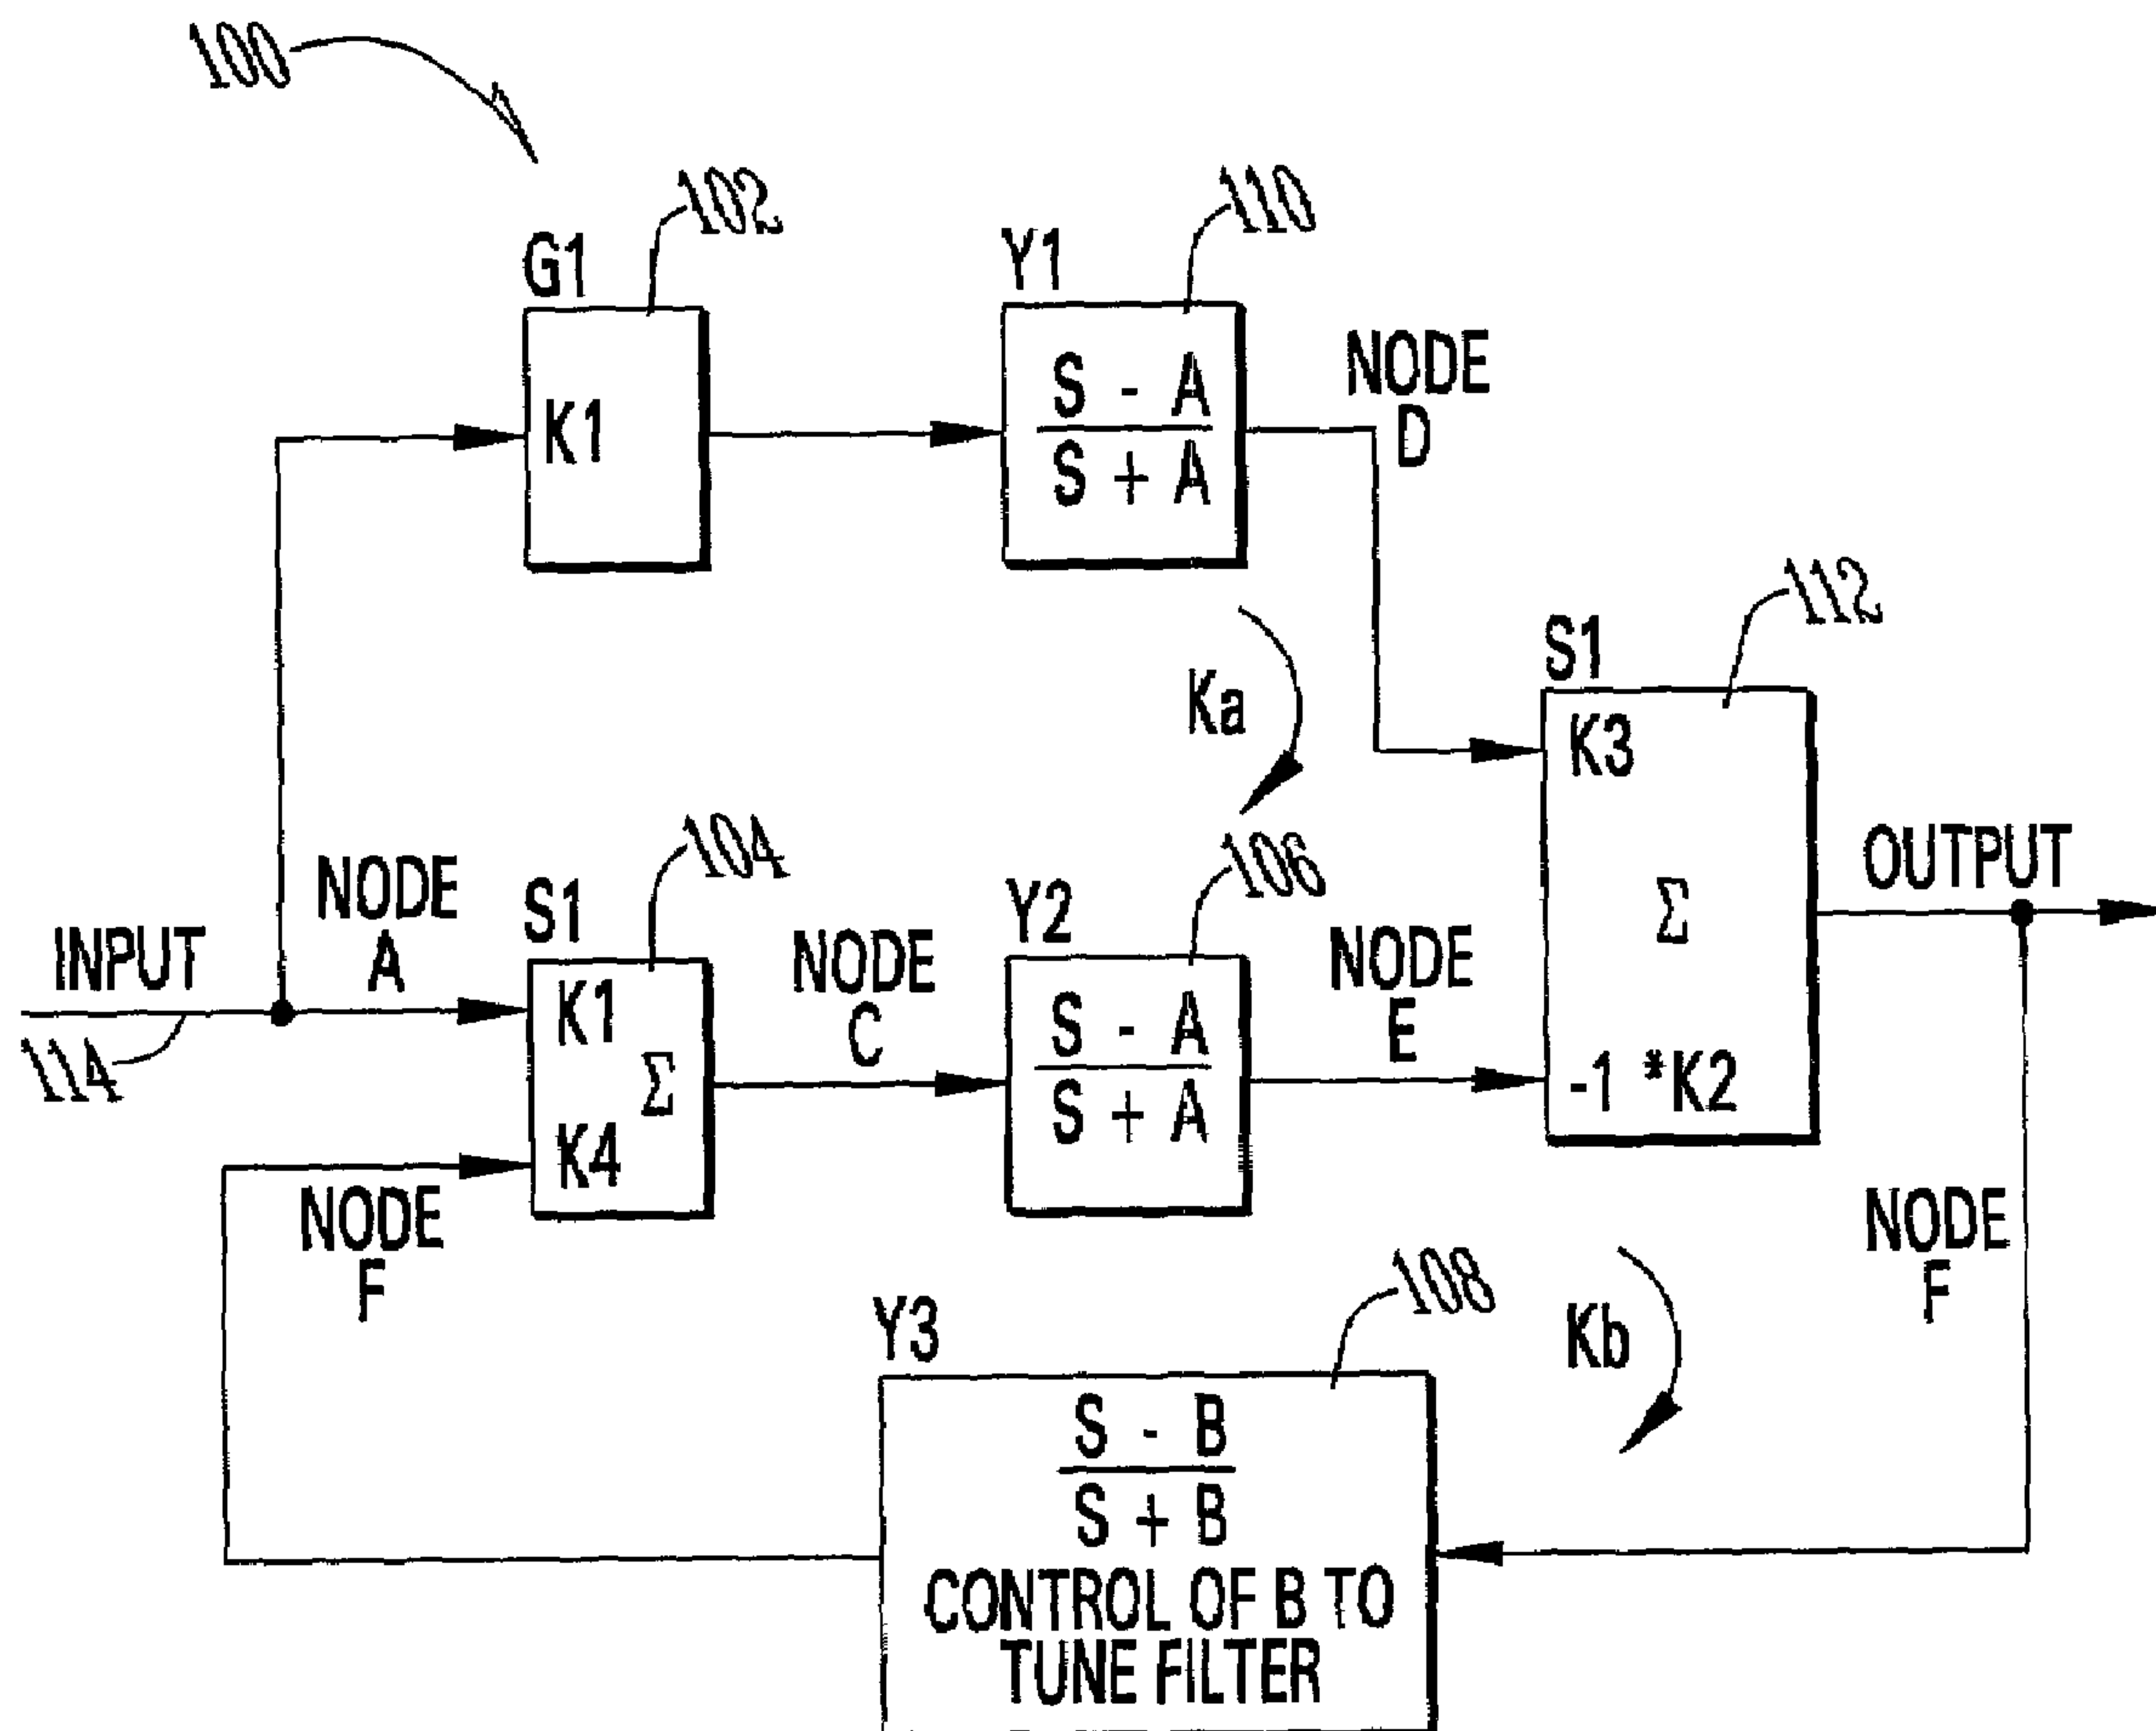 100
102
110
G1
Y1
K1
S - A
S + A
NODE
D
112
S1
Ka
K3
104
106
OUTPUT
NODE
A
S1
Y2
Σ
INPUT
NODE
C
NODE
E
K1
Σ
S - A
S + A
-1 *K2
114
K4
NODE
F
NODE
F
108
Y3
Kb
S - B
S + B
CONTROL OF B TO
TUNE FILTER